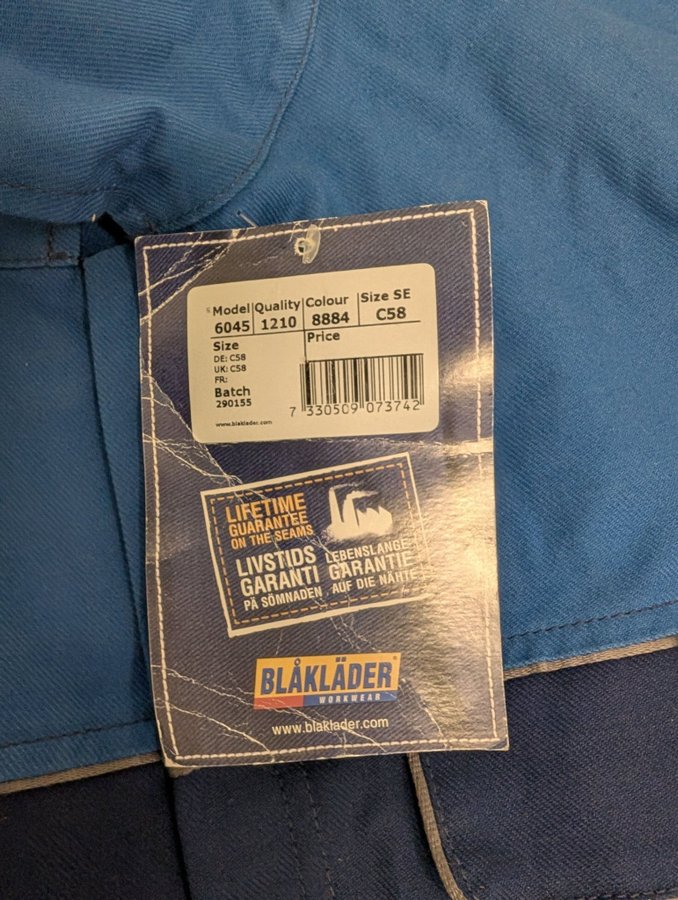 Model Quality Colour Size SE
6045 1210 8884 C58
Size Price
DE: C58
UK: C58
FR:
Batch
290155
7 330509 073742
www.blaklader.com
LIFETIME
GUARANTEE
ON THE SEAMS
LIVSTIDS
GARANTI
PÅ SÖMNADEN
LEBENSLANGE
GARANTIE
AUF DIE NÄHTE
BLÅKLÄDER®
WORKWEAR
www.blaklader.com